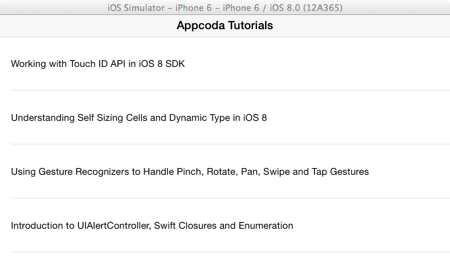 iOS Simulator – iPhone 6 – iPhone 6 / iOS 8.0 (12A365)
Appcoda Tutorials
Working with Touch ID API in iOS 8 SDK
Understanding Self Sizing Cells and Dynamic Type in iOS 8
Using Gesture Recognizers to Handle Pinch, Rotate, Pan, Swipe and Tap Gestures
Introduction to UIAlertController, Swift Closures and Enumeration